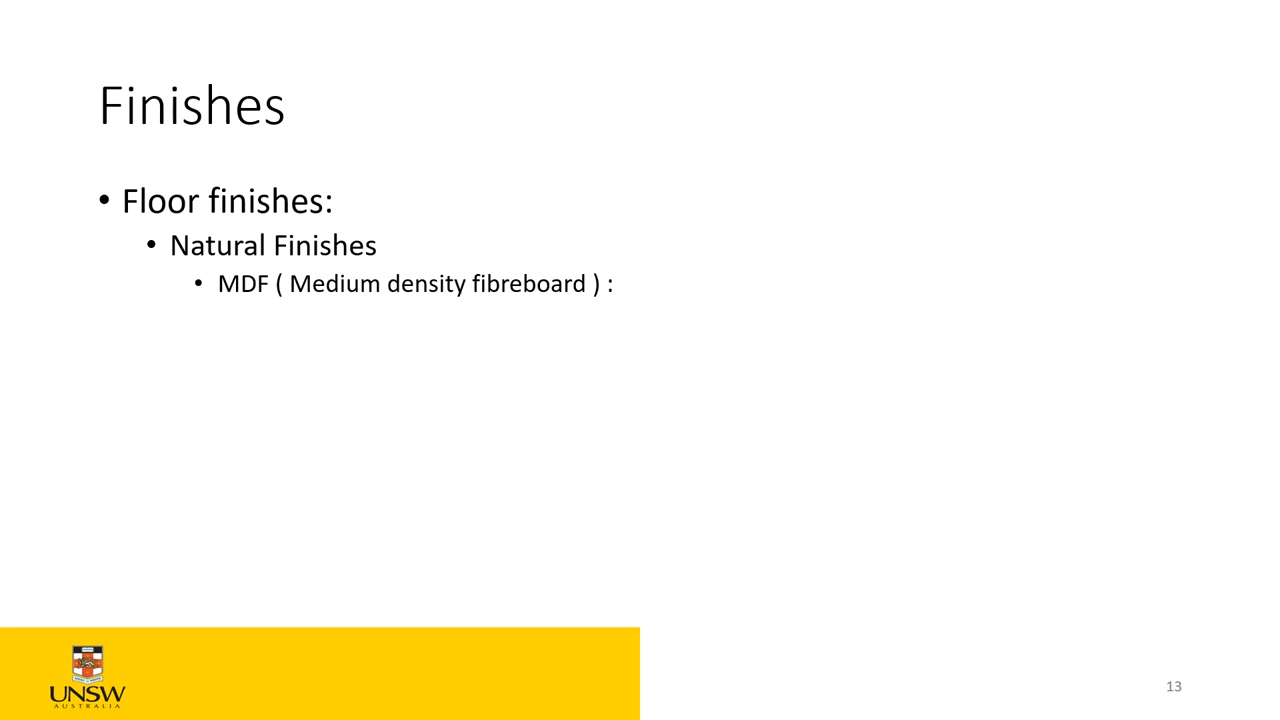 Finishes
• Floor finishes:
• Natural Finishes
• MDF ( Medium density fibreboard ) :
UNSW
AUSTRALIA
13